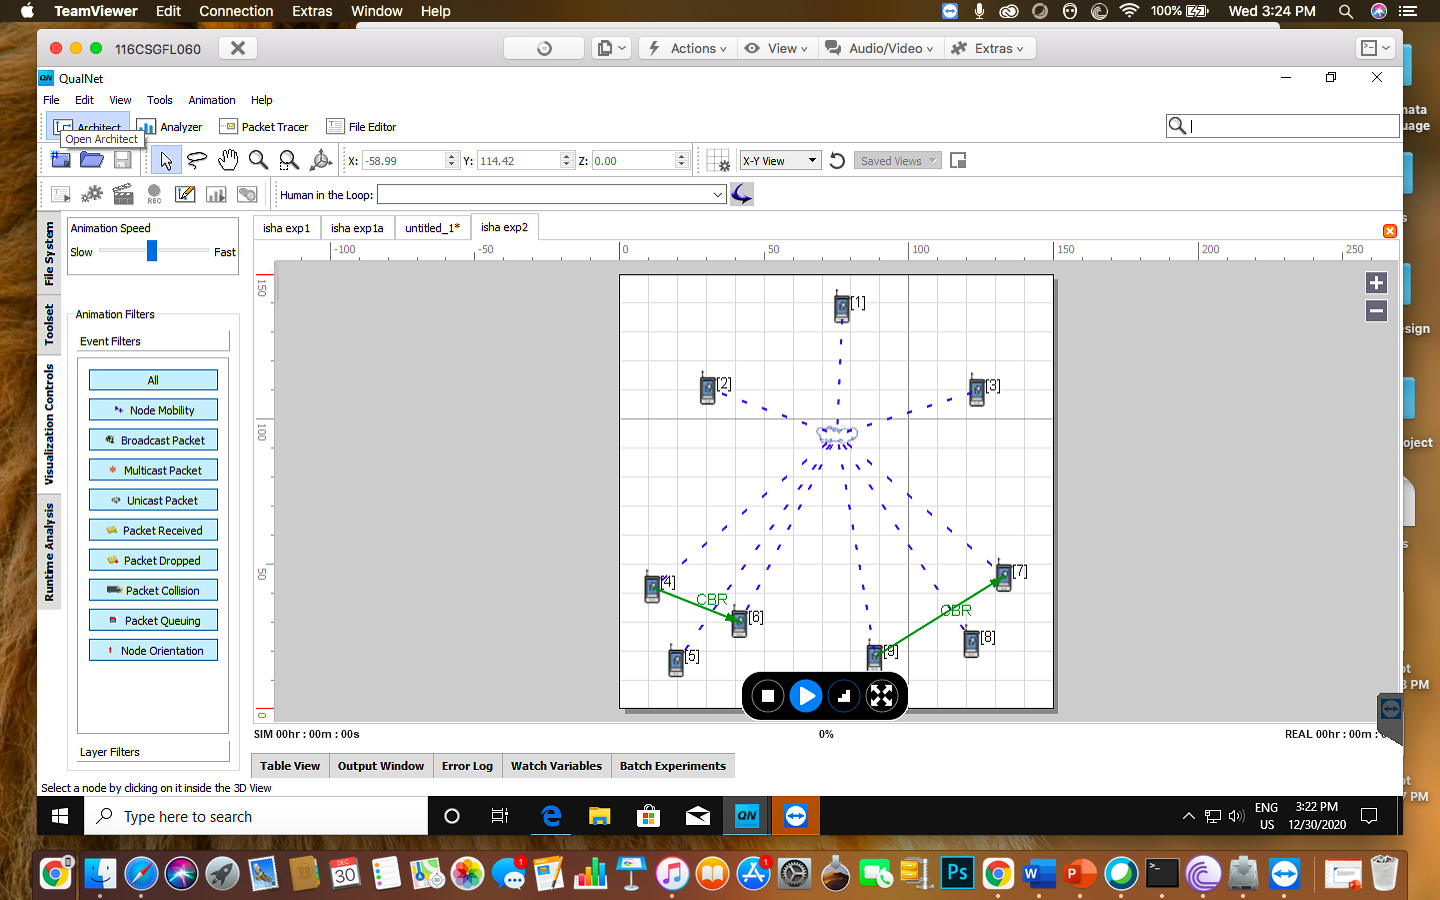 TeamViewer Edit Connection Extras Window Help 100% Wed 3:24 PM
116CSGFL060 Actions View Audio/Video Extras
QN QualNet
File Edit View Tools Animation Help
Architect Analyzer Packet Tracer File Editor
Open Architect
X: -58.99 Y: 114.42 Z: 0.00 X-Y View Saved Views
REC Human in the Loop:
File System
Toolset
Visualization Controls
Runtime Analysis
Animation Speed
Slow Fast
Animation Filters
Event Filters
All
Node Mobility
Broadcast Packet
Multicast Packet
Unicast Packet
Packet Received
Packet Dropped
Packet Collision
Packet Queuing
Node Orientation
Layer Filters
isha exp1 isha exp1a untitled_1* isha exp2
-100 -50 0 50 100 150 200 250
150
100
50
0
[1]
[2] [3]
[4] [7]
CBR CBR
[6]
[8]
[5] [9]
SIM 00hr : 00m : 00s 0% REAL 00hr : 00m :
Table View Output Window Error Log Watch Variables Batch Experiments
Select a node by clicking on it inside the 3D View
Type here to search QN ENG US 3:22 PM 12/30/2020
DEC 30 1 1 Ps W P